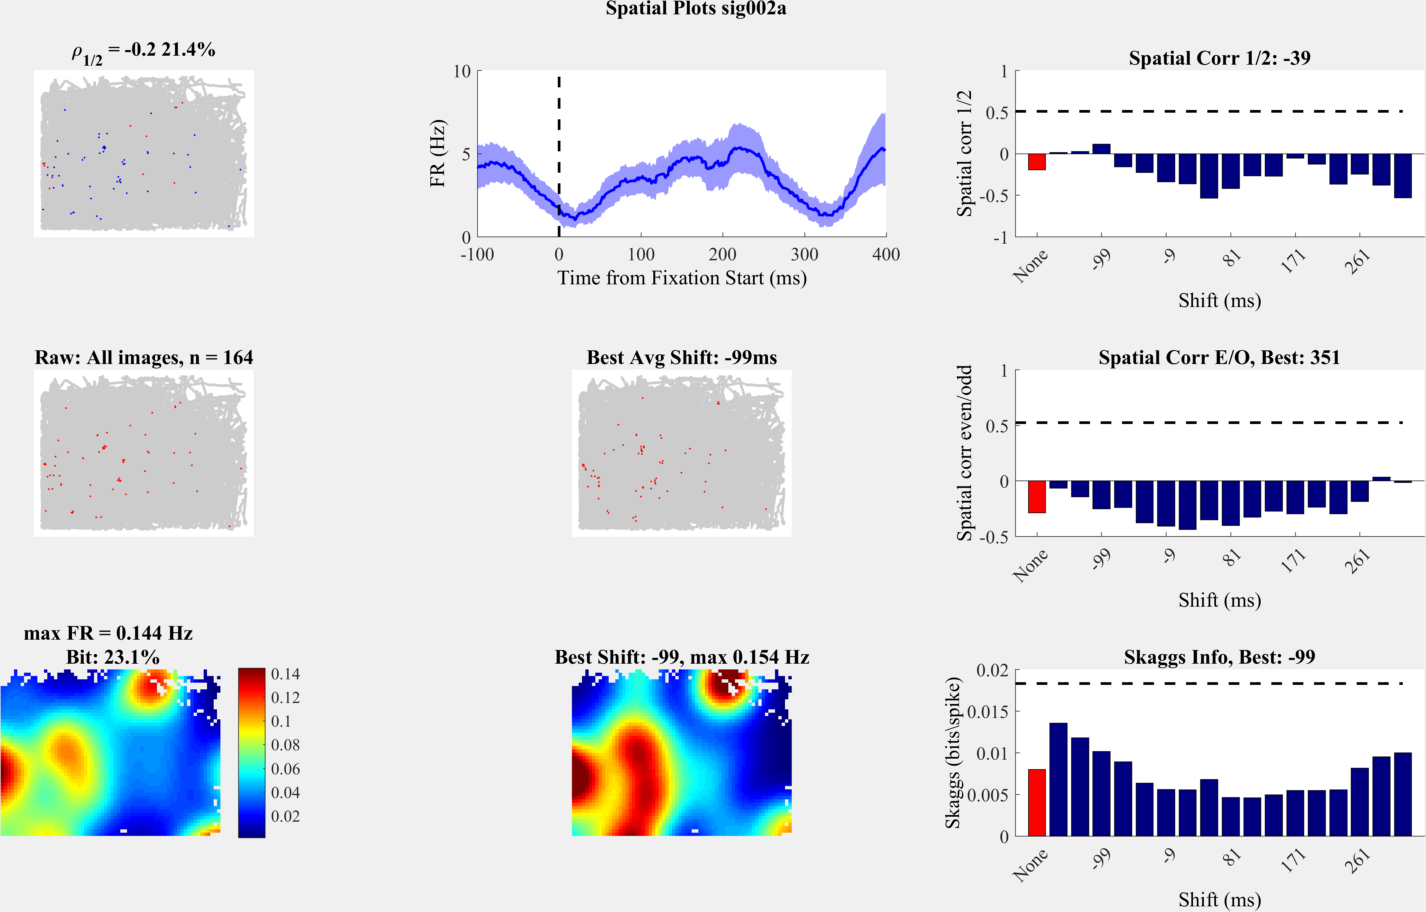 Spatial Plots sig002a
ρ1/2 = -0.2 21.4%
10
5
0
FR (Hz)
-100
0
100
200
300
400
Time from Fixation Start (ms)
Spatial Corr 1/2: -39
1
0.5
0
-0.5
-1
Spatial corr 1/2
None
-99
-9
81
171
261
Shift (ms)
Raw: All images, n = 164
Best Avg Shift: -99ms
Spatial Corr E/O, Best: 351
1
0.5
0
-0.5
Spatial corr even/odd
None
-99
-9
81
171
261
Shift (ms)
max FR = 0.144 Hz
Bit: 23.1%
0.14
0.12
0.1
0.08
0.06
0.04
0.02
Best Shift: -99, max 0.154 Hz
Skaggs Info, Best: -99
0.02
0.015
0.01
0.005
0
Skaggs (bits\spike)
None
-99
-9
81
171
261
Shift (ms)